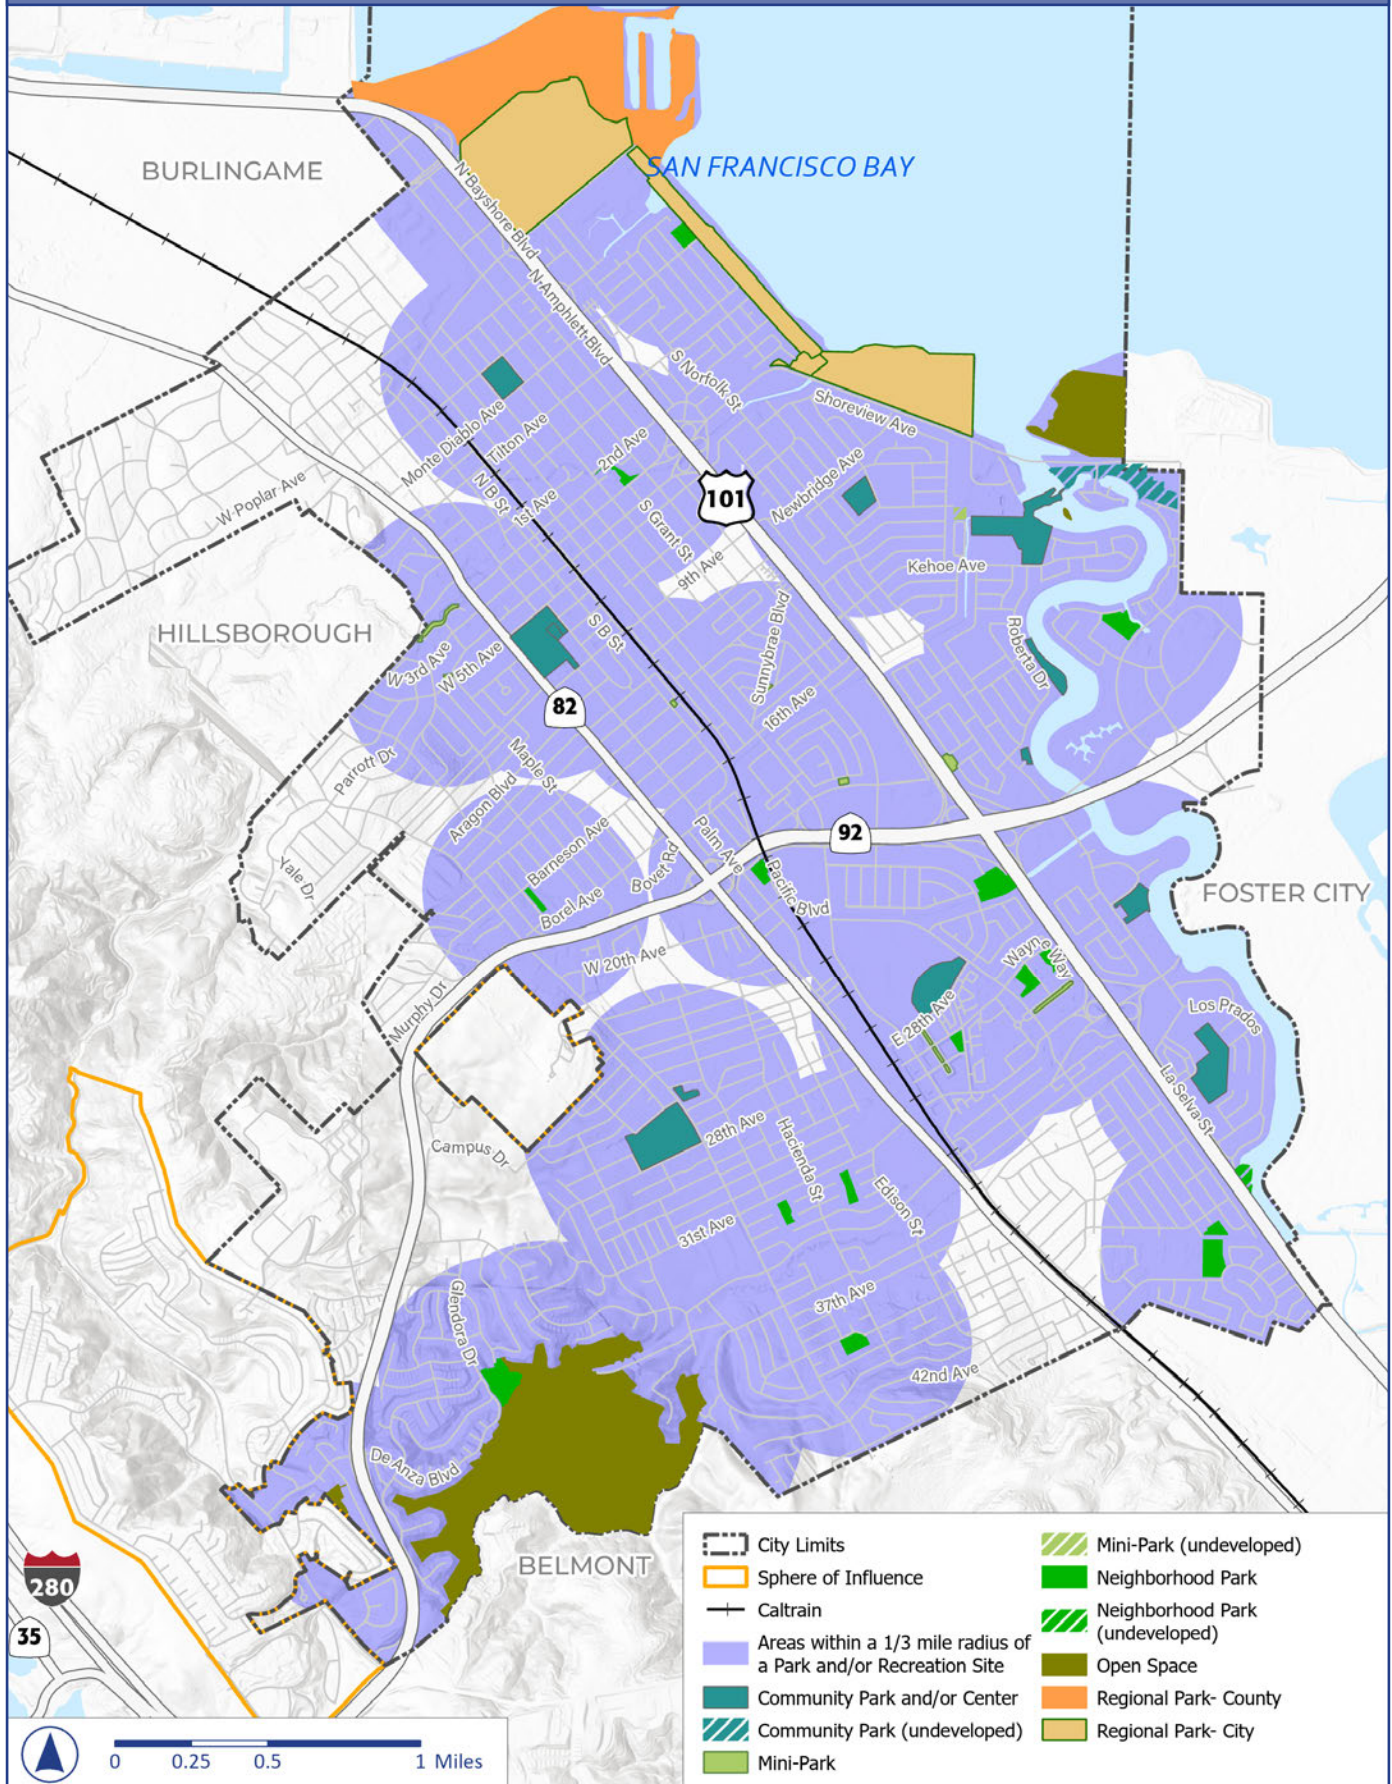 BURLINGAME
SAN FRANCISCO BAY
N Bayshore Blvd
N Amphlett Blvd
S Norfolk St
Shoreview Ave
Monte Diablo Ave
Tilton Ave
2nd Ave
N B St
1st Ave
101
Newbridge Ave
W Poplar Ave
S Grant St
9th Ave
Kehoe Ave
HILLSBOROUGH
W 3rd Ave
W 5th Ave
S B St
Sunnybrae Blvd
Roberta Dr
82
16th Ave
Parrott Dr
Maple St
Aragon Blvd
Barneson Ave
Palm Ave
92
Yale Dr
Bovet Rd
Borel Ave
Pacific Blvd
FOSTER CITY
W 20th Ave
Wayne Way
Murphy Dr
E 28th Ave
Los Prados
La Selva St
28th Ave
Campus Dr
Hacienda St
Edison St
31st Ave
Glendora Dr
37th Ave
42nd Ave
De Anza Blvd
BELMONT
280
35
City Limits
Sphere of Influence
Caltrain
Areas within a 1/3 mile radius of
a Park and/or Recreation Site
Community Park and/or Center
Community Park (undeveloped)
Mini-Park
Mini-Park (undeveloped)
Neighborhood Park
Neighborhood Park
(undeveloped)
Open Space
Regional Park- County
Regional Park- City
0 0.25 0.5 1 Miles